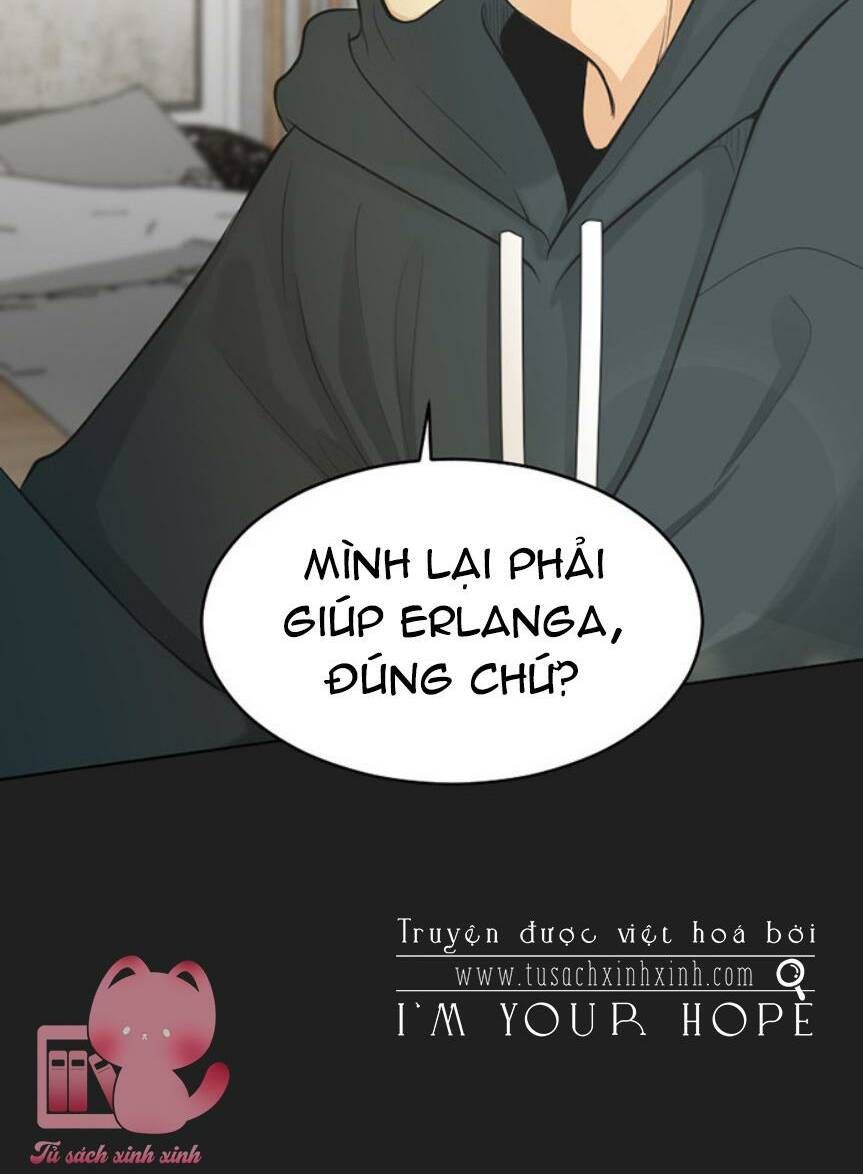 MÌNH LẠI PHẢI
GIÚP ERLANGA,
ĐÚNG CHỨ?
Truyện được việt hoá bởi
www.tusachxinhxinh.com
I'M YOUR HOPE
Tủ sách xinh xinh